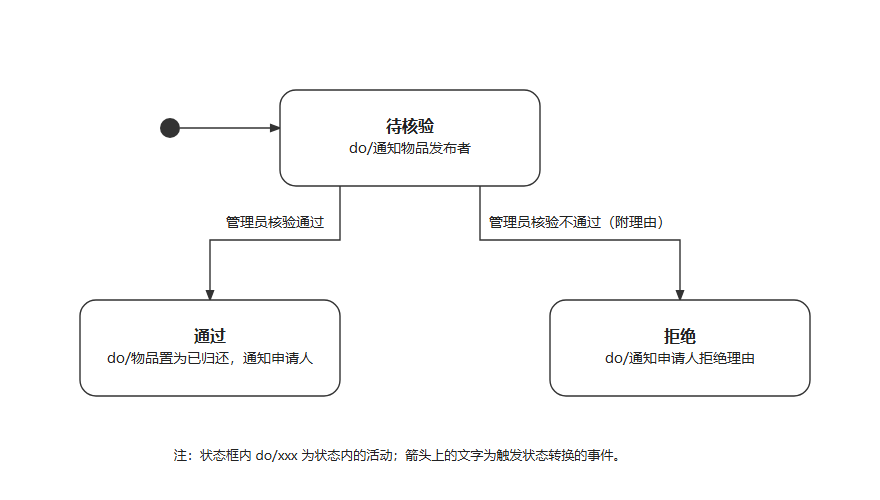 待核验
do/通知物品发布者
管理员核验通过
管理员核验不通过（附理由）
通过
do/物品置为已归还，通知申请人
拒绝
do/通知申请人拒绝理由
注：状态框内 do/xxx 为状态内的活动；箭头上的文字为触发状态转换的事件。